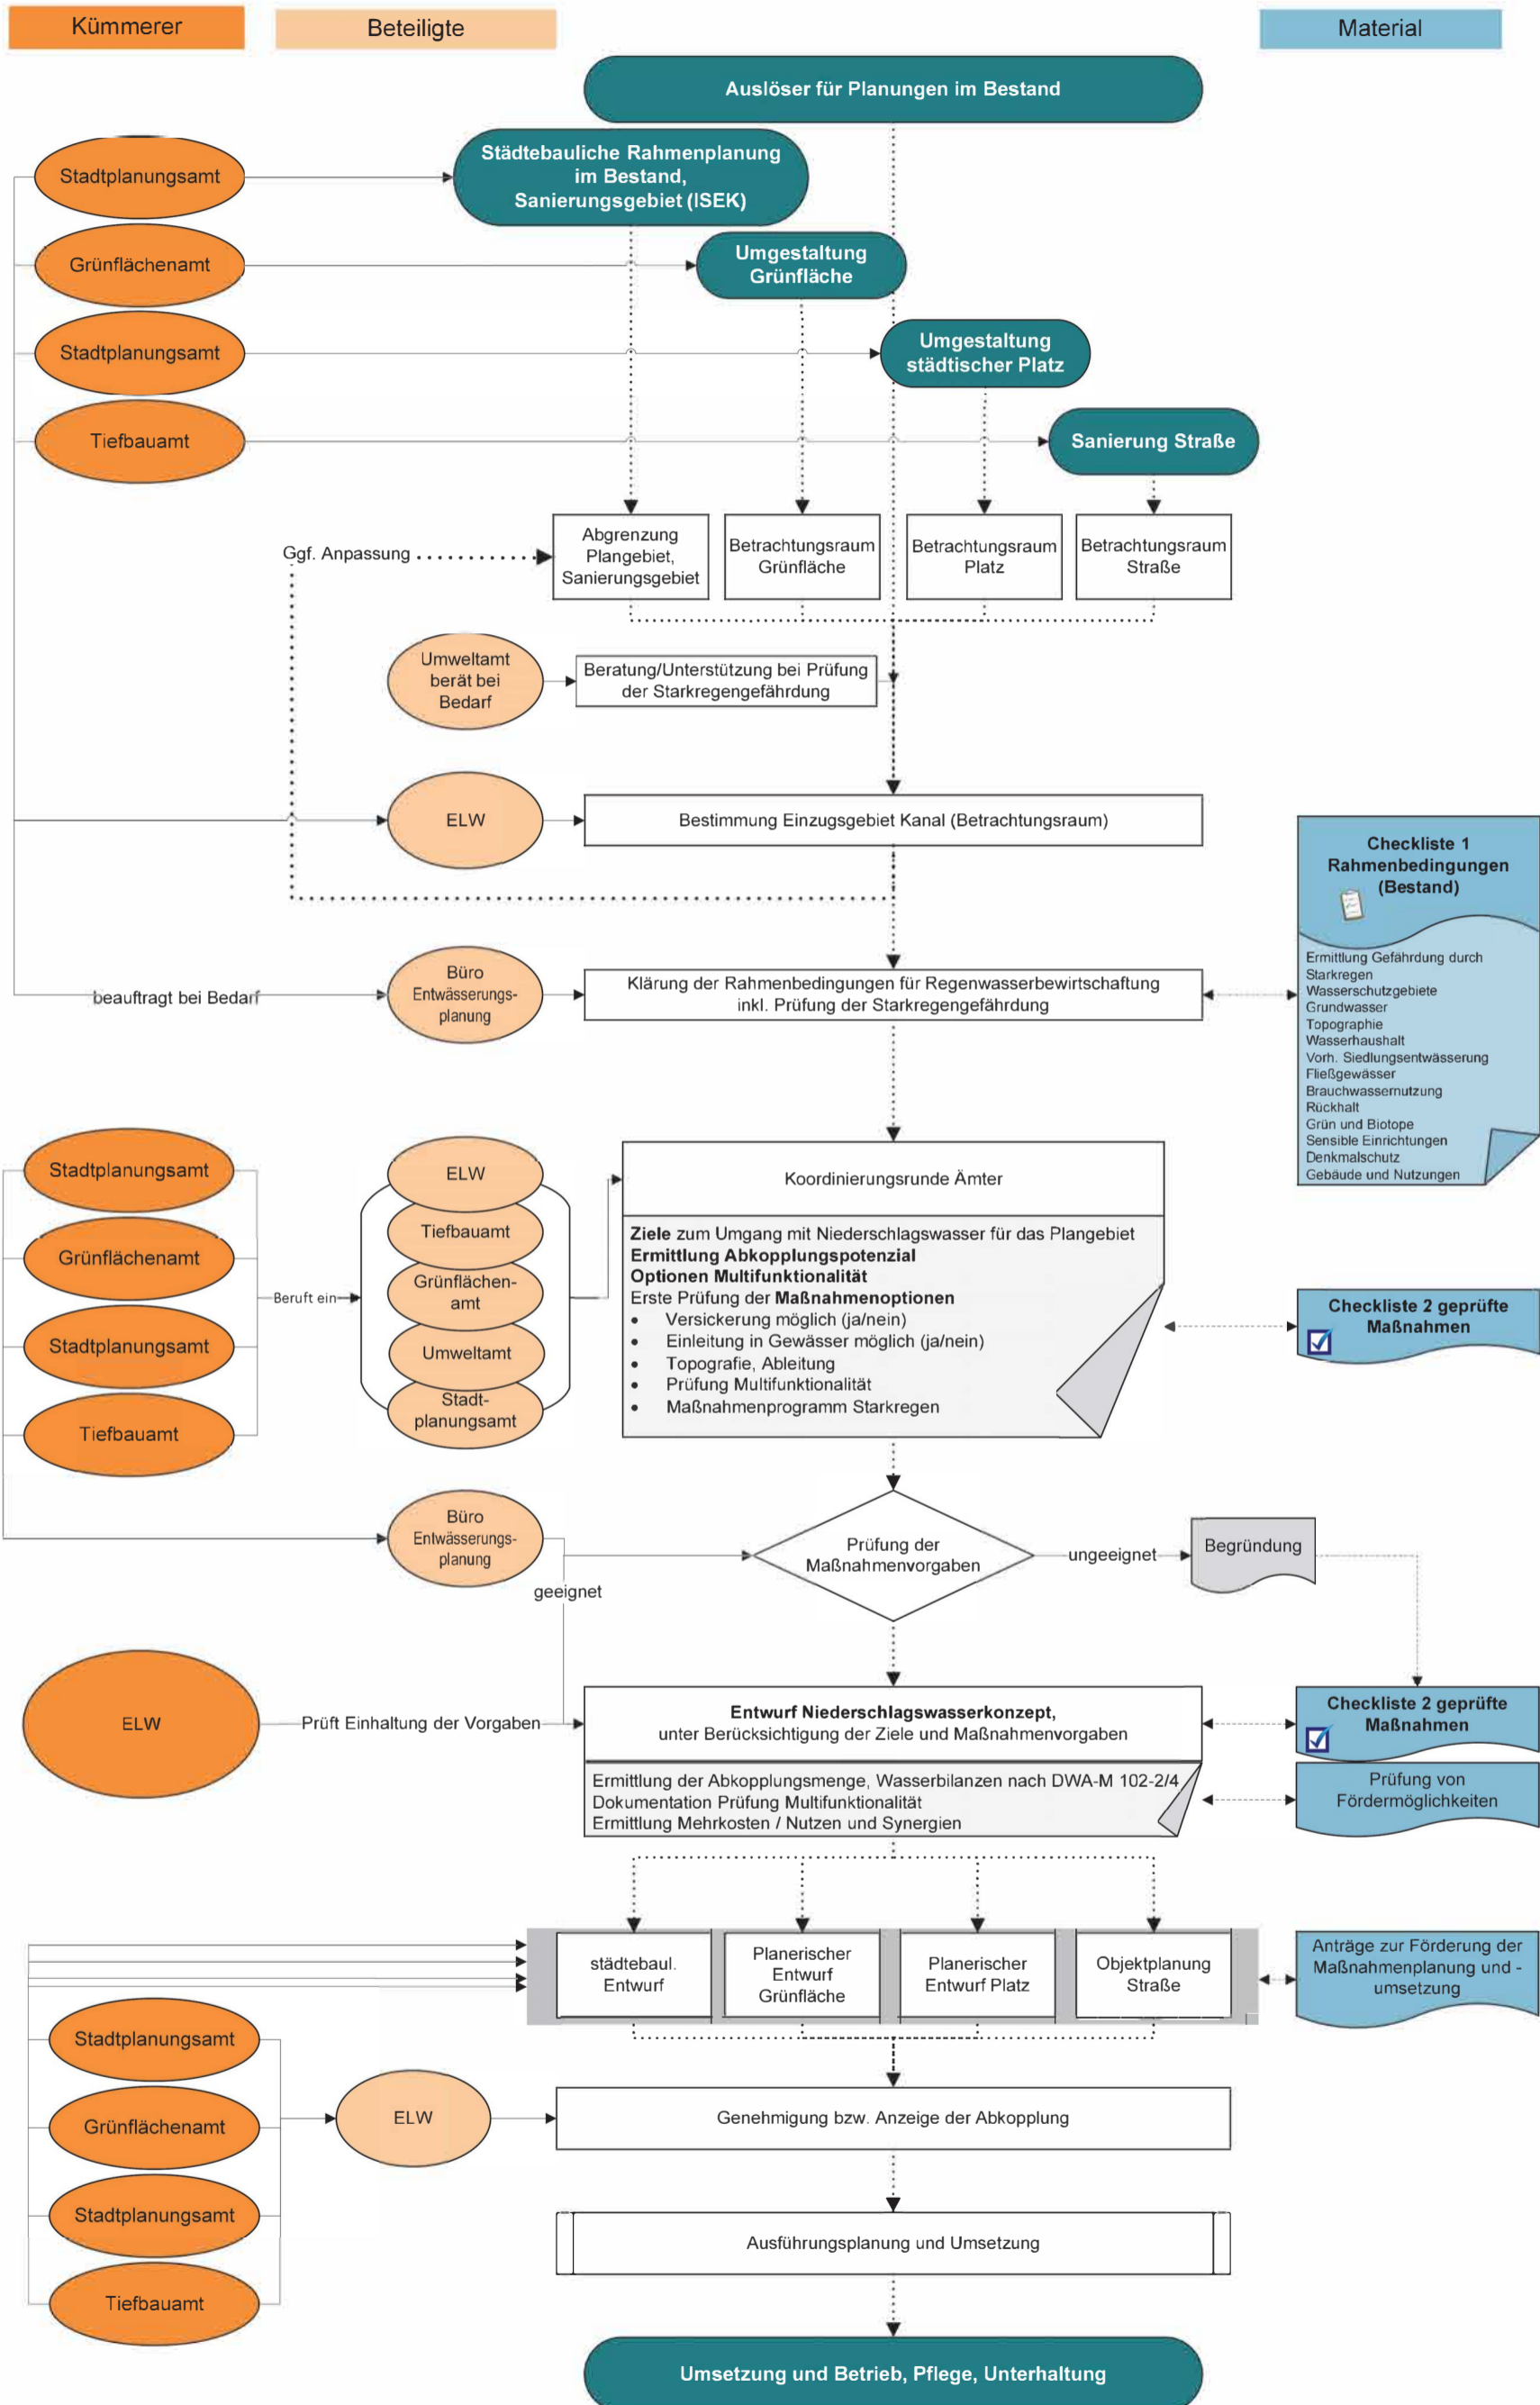 Kümmerer
Beteiligte
Material
Auslöser für Planungen im Bestand
Stadtplanungsamt
Städtebauliche Rahmenplanung
im Bestand,
Sanierungsgebiet (ISEK)
Grünflächenamt
Umgestaltung
Grünfläche
Stadtplanungsamt
Umgestaltung
städtischer Platz
Tiefbauamt
Sanierung Straße
Ggf. Anpassung
Abgrenzung
Plangebiet,
Sanierungsgebiet
Betrachtungsraum
Grünfläche
Betrachtungsraum
Platz
Betrachtungsraum
Straße
Umweltamt
berät bei
Bedarf
Beratung/Unterstützung bei Prüfung
der Starkregengefährdung
ELW
Bestimmung Einzugsgebiet Kanal (Betrachtungsraum)
Checkliste 1
Rahmenbedingungen
(Bestand)
Ermittlung Gefährdung durch
Starkregen
Wasserschutzgebiete
Grundwasser
Topographie
Wasserhaushalt
Vorh. Siedlungsentwässerung
Fließgewässer
Brauchwassernutzung
Rückhalt
Grün und Biotope
Sensible Einrichtungen
Denkmalschutz
Gebäude und Nutzungen
beauftragt bei Bedarf
Büro
Entwässerungs-
planung
Klärung der Rahmenbedingungen für Regenwasserbewirtschaftung
inkl. Prüfung der Starkregengefährdung
Stadtplanungsamt
Grünflächenamt
Stadtplanungsamt
Tiefbauamt
Beruft ein
ELW
Tiefbauamt
Grünflächen-
amt
Umweltamt
Stadt-
planungsamt
Koordinierungsrunde Ämter
Ziele zum Umgang mit Niederschlagswasser für das Plangebiet
Ermittlung Abkopplungspotenzial
Optionen Multifunktionalität
Erste Prüfung der Maßnahmenoptionen
• Versickerung möglich (ja/nein)
• Einleitung in Gewässer möglich (ja/nein)
• Topografie, Ableitung
• Prüfung Multifunktionalität
• Maßnahmenprogramm Starkregen
Checkliste 2 geprüfte
Maßnahmen
Büro
Entwässerungs-
planung
geeignet
Prüfung der
Maßnahmenvorgaben
ungeeignet
Begründung
ELW
Prüft Einhaltung der Vorgaben
Entwurf Niederschlagswasserkonzept,
unter Berücksichtigung der Ziele und Maßnahmenvorgaben
Ermittlung der Abkopplungsmenge, Wasserbilanzen nach DWA-M 102-2/4
Dokumentation Prüfung Multifunktionalität
Ermittlung Mehrkosten / Nutzen und Synergien
Checkliste 2 geprüfte
Maßnahmen
Prüfung von
Fördermöglichkeiten
städtebaul.
Entwurf
Planerischer
Entwurf
Grünfläche
Planerischer
Entwurf Platz
Objektplanung
Straße
Anträge zur Förderung der
Maßnahmenplanung und -
umsetzung
Stadtplanungsamt
Grünflächenamt
Stadtplanungsamt
Tiefbauamt
ELW
Genehmigung bzw. Anzeige der Abkopplung
Ausführungsplanung und Umsetzung
Umsetzung und Betrieb, Pflege, Unterhaltung